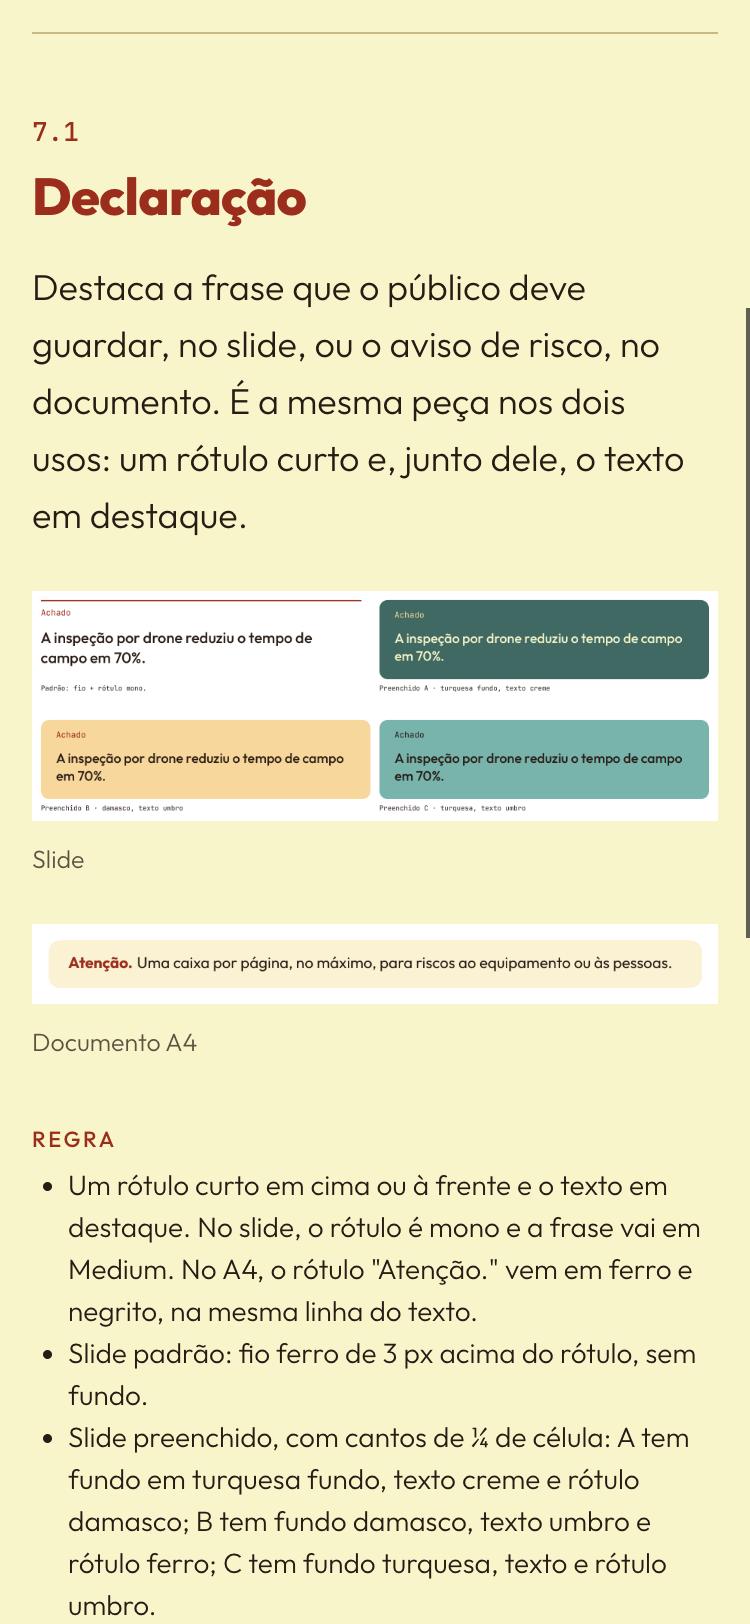 7.1
Declaração
Destaca a frase que o público deve
guardar, no slide, ou o aviso de risco, no
documento. É a mesma peça nos dois
usos: um rótulo curto e, junto dele, o texto
em destaque.
Achado
A inspeção por drone reduziu o tempo de
campo em 70%.
Padrão: fio + rótulo mono.
Achado
A inspeção por drone reduziu o tempo de campo
em 70%.
Preenchido A · turquesa fundo, texto creme
Achado
A inspeção por drone reduziu o tempo de campo
em 70%.
Preenchido B · damasco, texto umbro
Achado
A inspeção por drone reduziu o tempo de campo
em 70%.
Preenchido C · turquesa, texto umbro
Slide
Atenção. Uma caixa por página, no máximo, para riscos ao equipamento ou às pessoas.
Documento A4
REGRA
• Um rótulo curto em cima ou à frente e o texto em
destaque. No slide, o rótulo é mono e a frase vai em
Medium. No A4, o rótulo "Atenção." vem em ferro e
negrito, na mesma linha do texto.
• Slide padrão: fio ferro de 3 px acima do rótulo, sem
fundo.
• Slide preenchido, com cantos de ¼ de célula: A tem
fundo em turquesa fundo, texto creme e rótulo
damasco; B tem fundo damasco, texto umbro e
rótulo ferro; C tem fundo turquesa, texto e rótulo
umbro.